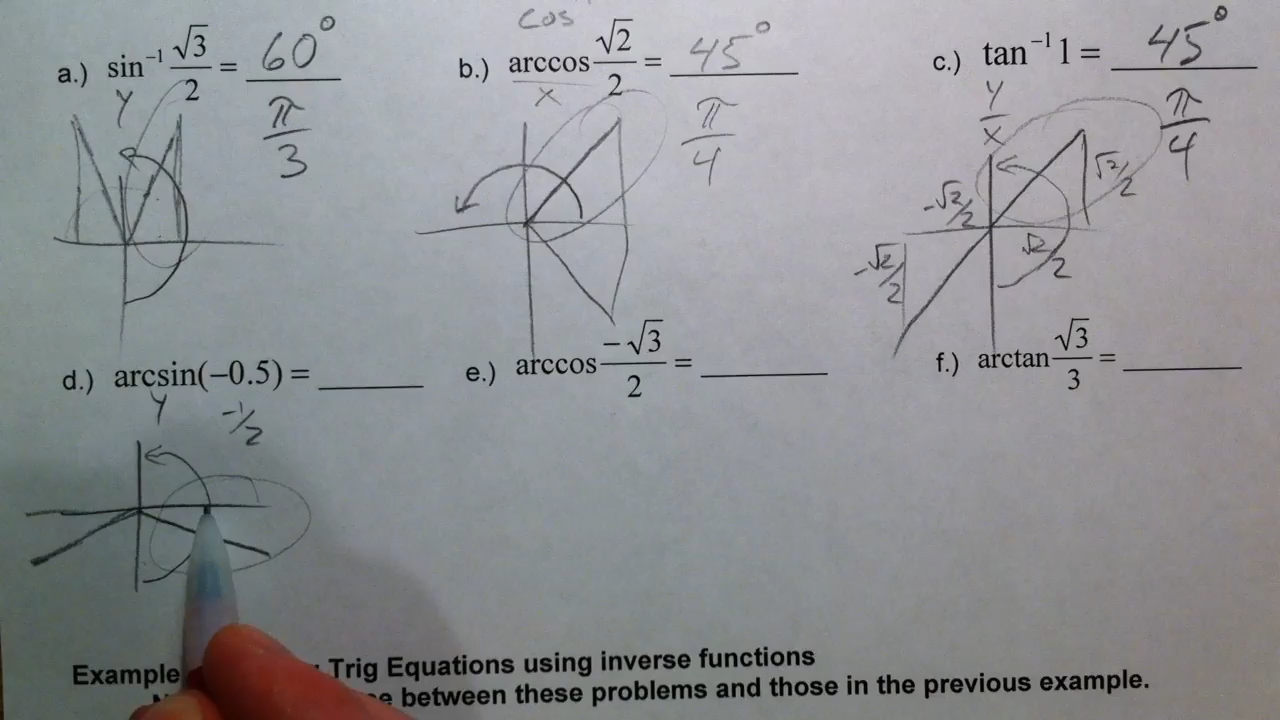 cos
a.) sin⁻¹ √3/2 = 60°
b.) arccos √2/2 = 45°
c.) tan⁻¹ 1 = 45°
Y
π/3
x
π/4
Y/x
π/4
√2/2
-√2/2
√2/2
-√2/2
d.) arcsin(−0.5) = ______
e.) arccos −√3/2 = ______
f.) arctan √3/3 = ______
Y
-1/2
Example Trig Equations using inverse functions
between these problems and those in the previous example.